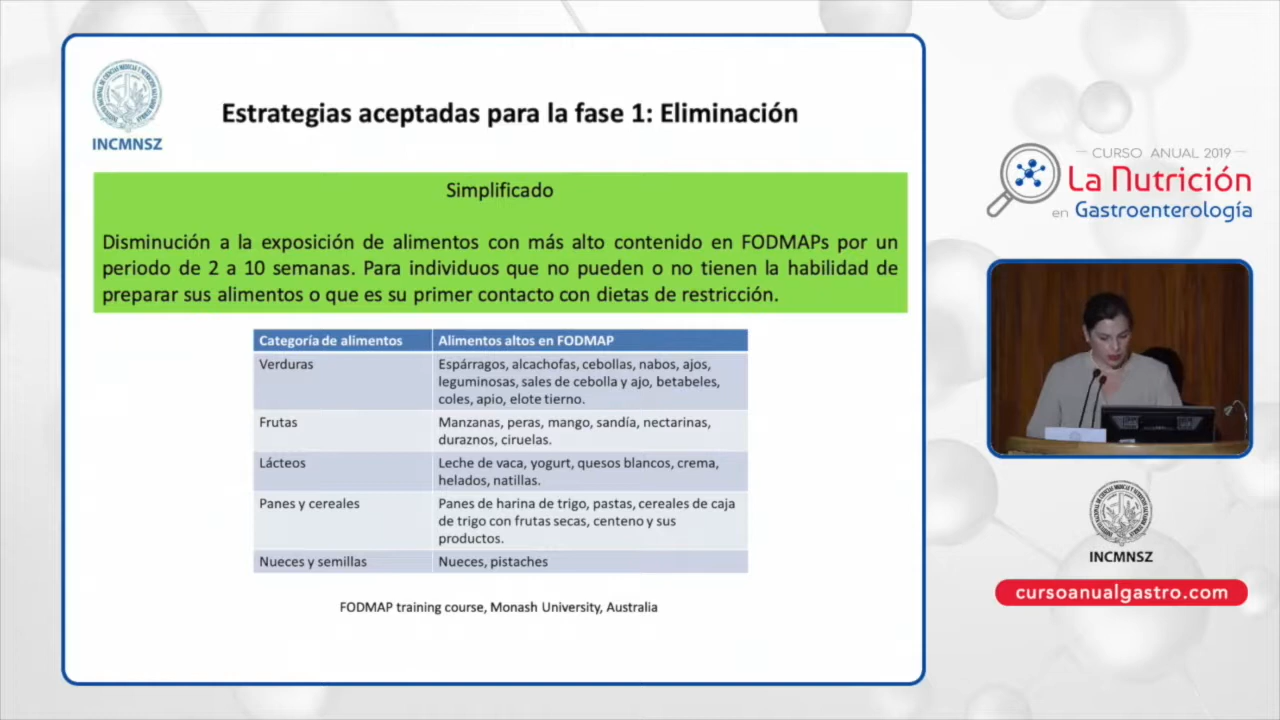 INCMNSZ
Estrategias aceptadas para la fase 1: Eliminación
Simplificado
Disminución a la exposición de alimentos con más alto contenido en FODMAPs por un
periodo de 2 a 10 semanas. Para individuos que no pueden o no tienen la habilidad de
preparar sus alimentos o que es su primer contacto con dietas de restricción.
Categoría de alimentos Alimentos altos en FODMAP
Verduras Espárragos, alcachofas, cebollas, nabos, ajos,
leguminosas, sales de cebolla y ajo, betabeles,
coles, apio, elote tierno.
Frutas Manzanas, peras, mango, sandía, nectarinas,
duraznos, ciruelas.
Lácteos Leche de vaca, yogurt, quesos blancos, crema,
helados, natillas.
Panes y cereales Panes de harina de trigo, pastas, cereales de caja
de trigo con frutas secas, centeno y sus
productos.
Nueces y semillas Nueces, pistaches
FODMAP training course, Monash University, Australia
CURSO ANUAL 2019
La Nutrición
en Gastroenterología
INCMNSZ
cursoanualgastro.com